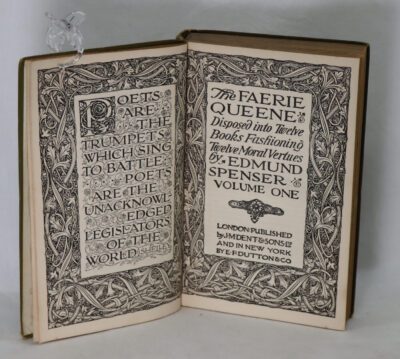 POETS
ARE
THE
TRUMPETS
WHICH SING
TO BATTLE
POETS
ARE THE
UNACKNOWL
EDGED
LEGISLATORS
OF THE
WORLD
The FAERIE
QUEENE
Disposed into Twelve
Books Fashioning
Twelve Moral Vertues
by EDMUND
SPENSER
VOLUME ONE
LONDON: PUBLISHED
by J.M. DENT & SONS LTD
AND IN NEW YORK
BY E.P. DUTTON & CO